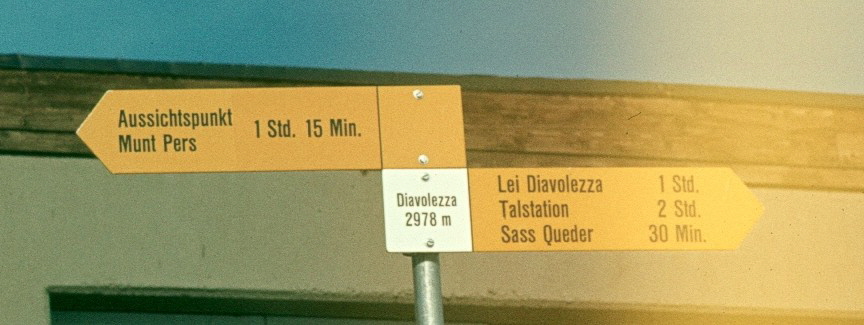 Aussichtspunkt
Munt Pers 1 Std. 15 Min.
Diavolezza
2978 m
Lei Diavolezza 1 Std.
Talstation 2 Std.
Sass Queder 30 Min.